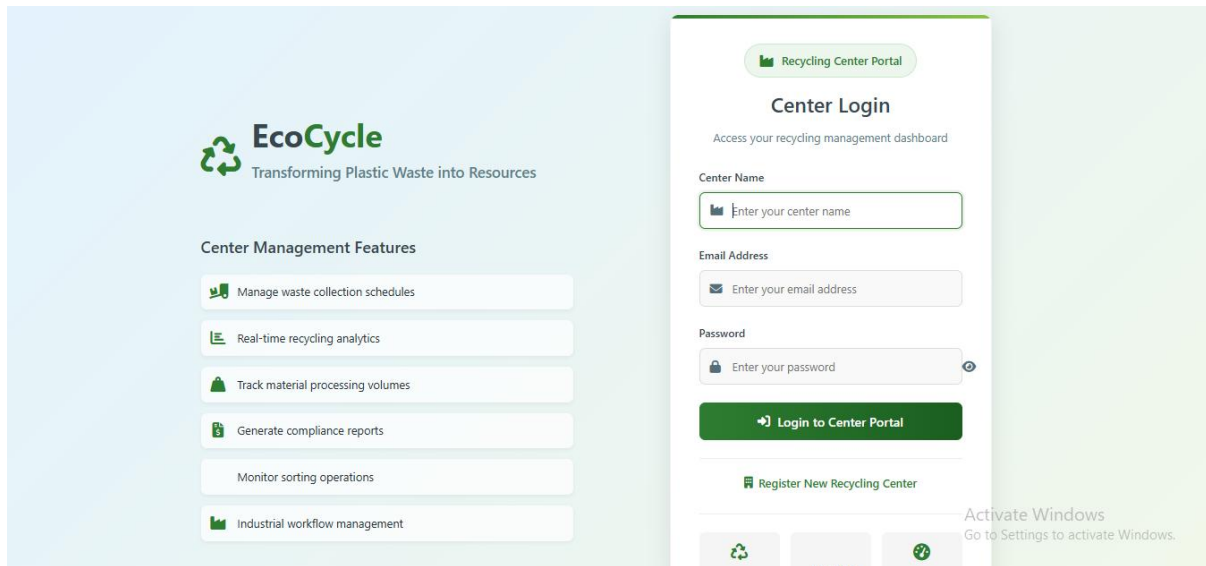 EcoCycle
Transforming Plastic Waste into Resources
Center Management Features
Manage waste collection schedules
Real-time recycling analytics
Track material processing volumes
Generate compliance reports
Monitor sorting operations
Industrial workflow management
Recycling Center Portal
Center Login
Access your recycling management dashboard
Center Name
Enter your center name
Email Address
Enter your email address
Password
Enter your password
Login to Center Portal
Register New Recycling Center
Activate Windows
Go to Settings to activate Windows.